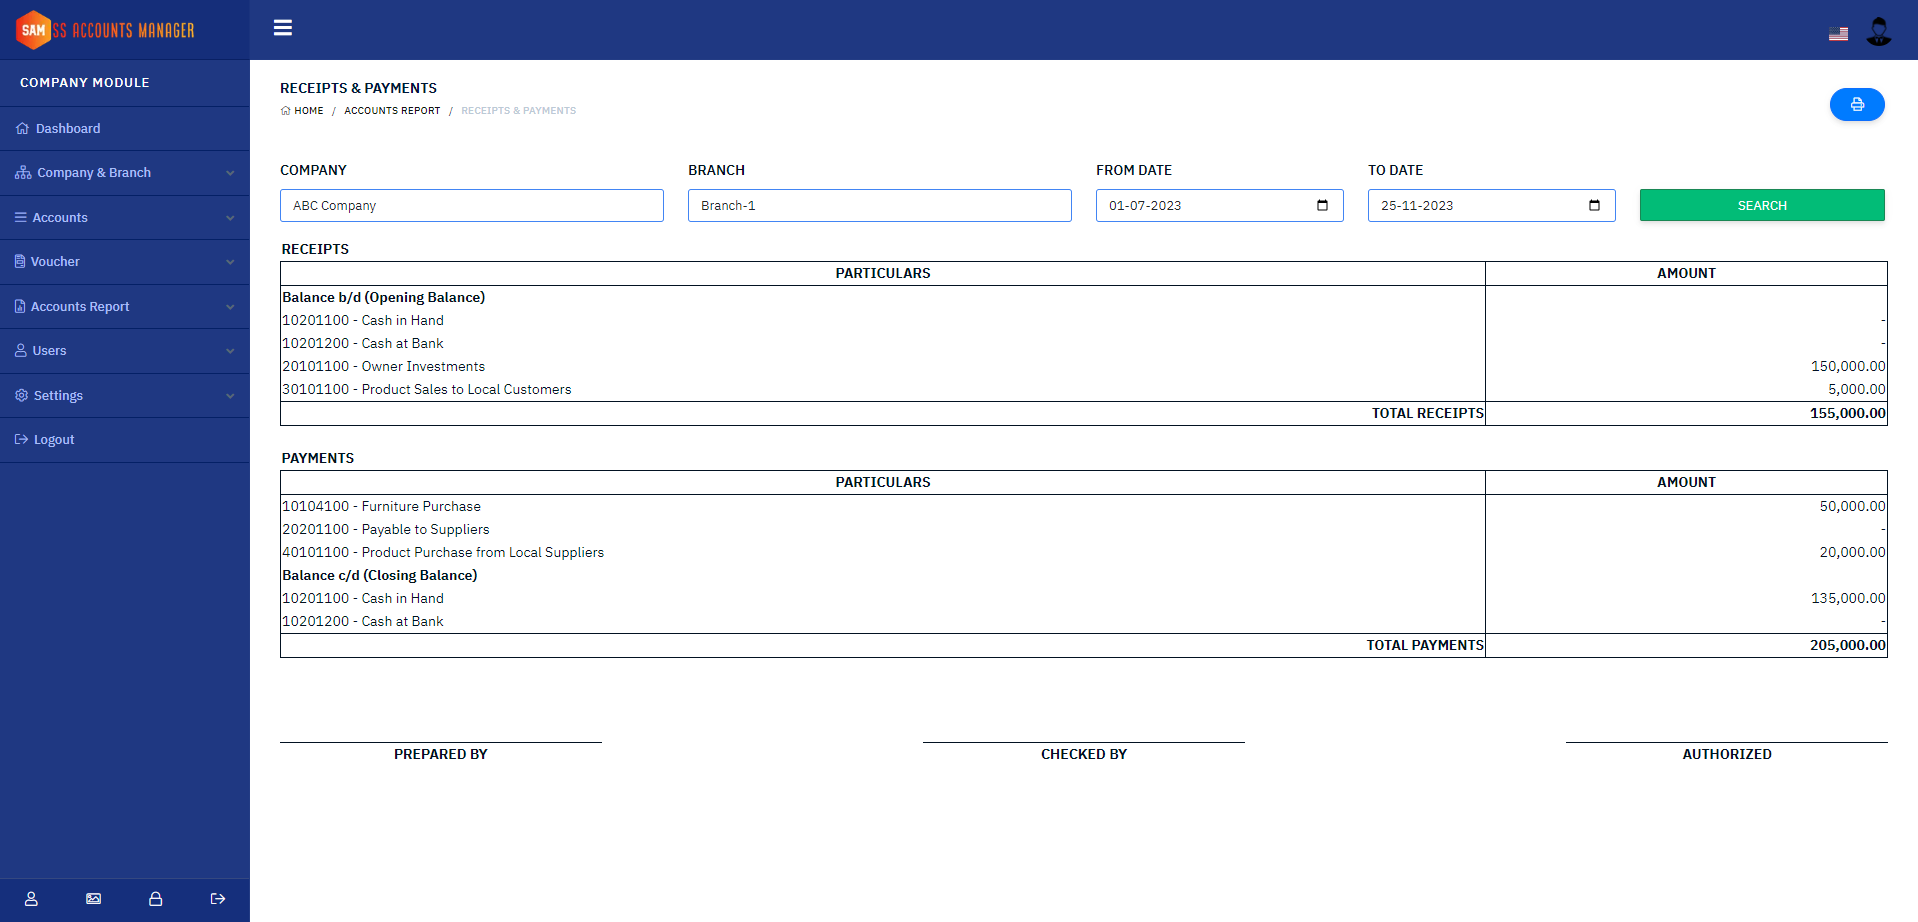 SAM SS ACCOUNTS MANAGER
COMPANY MODULE
Dashboard
Company & Branch
Accounts
Voucher
Accounts Report
Users
Settings
Logout
RECEIPTS & PAYMENTS
HOME / ACCOUNTS REPORT / RECEIPTS & PAYMENTS
COMPANY BRANCH FROM DATE TO DATE
ABC Company Branch-1 01-07-2023 25-11-2023 SEARCH
RECEIPTS
PARTICULARS AMOUNT
Balance b/d (Opening Balance)
10201100 - Cash in Hand -
10201200 - Cash at Bank -
20101100 - Owner Investments 150,000.00
30101100 - Product Sales to Local Customers 5,000.00
TOTAL RECEIPTS 155,000.00
PAYMENTS
PARTICULARS AMOUNT
10104100 - Furniture Purchase 50,000.00
20201100 - Payable to Suppliers -
40101100 - Product Purchase from Local Suppliers 20,000.00
Balance c/d (Closing Balance)
10201100 - Cash in Hand 135,000.00
10201200 - Cash at Bank -
TOTAL PAYMENTS 205,000.00
PREPARED BY CHECKED BY AUTHORIZED